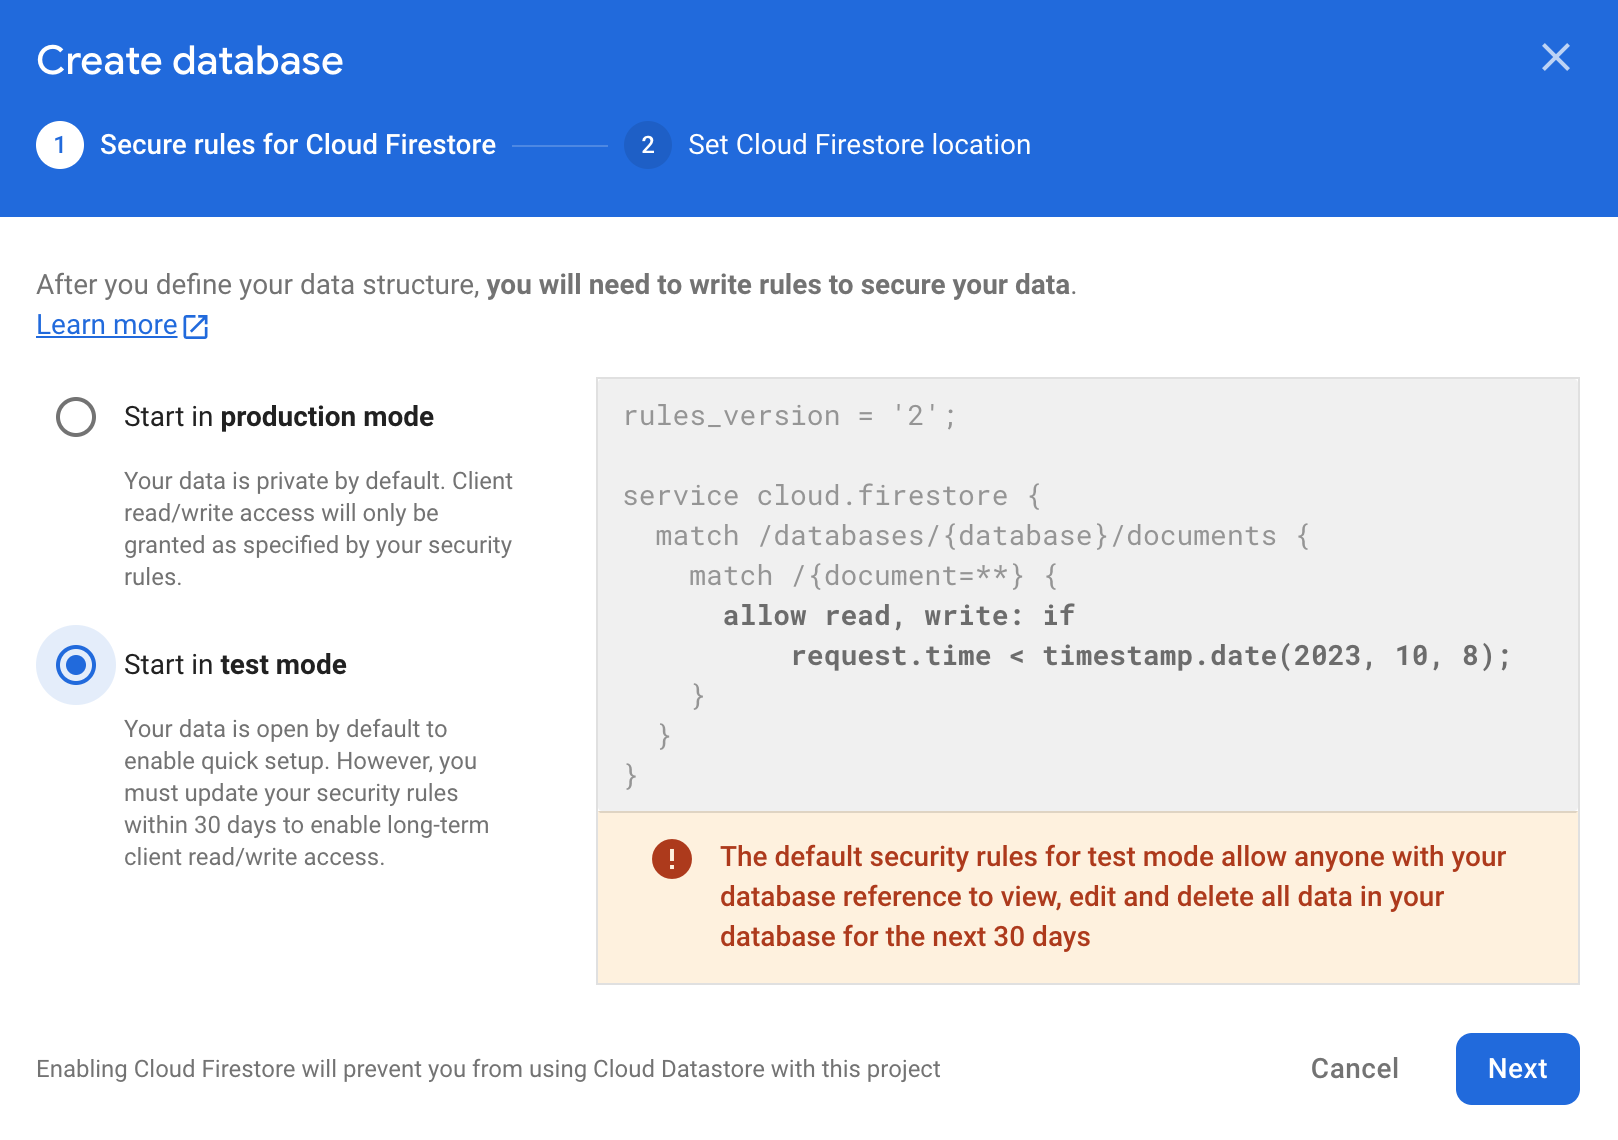 Create database
1 Secure rules for Cloud Firestore 2 Set Cloud Firestore location
After you define your data structure, you will need to write rules to secure your data.
Learn more
Start in production mode
Your data is private by default. Client
read/write access will only be
granted as specified by your security
rules.
Start in test mode
Your data is open by default to
enable quick setup. However, you
must update your security rules
within 30 days to enable long-term
client read/write access.
rules_version = '2';
service cloud.firestore {
  match /databases/{database}/documents {
    match /{document=**} {
      allow read, write: if
          request.time < timestamp.date(2023, 10, 8);
    }
  }
}
! The default security rules for test mode allow anyone with your
database reference to view, edit and delete all data in your
database for the next 30 days
Enabling Cloud Firestore will prevent you from using Cloud Datastore with this project
Cancel
Next